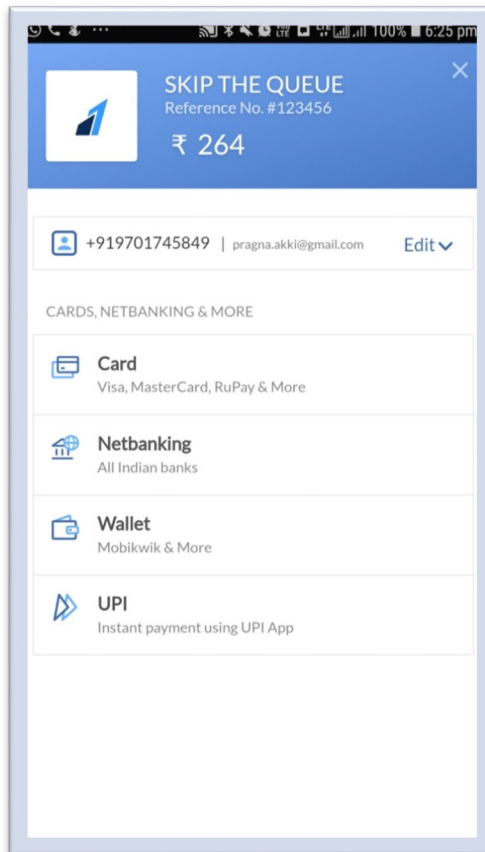 VOLTE LTE 100% 6:25 pm
SKIP THE QUEUE
Reference No. #123456
₹ 264
+919701745849 | pragna.akki@gmail.com Edit
CARDS, NETBANKING & MORE
Card
Visa, MasterCard, RuPay & More
Netbanking
All Indian banks
Wallet
Mobikwik & More
UPI
Instant payment using UPI App